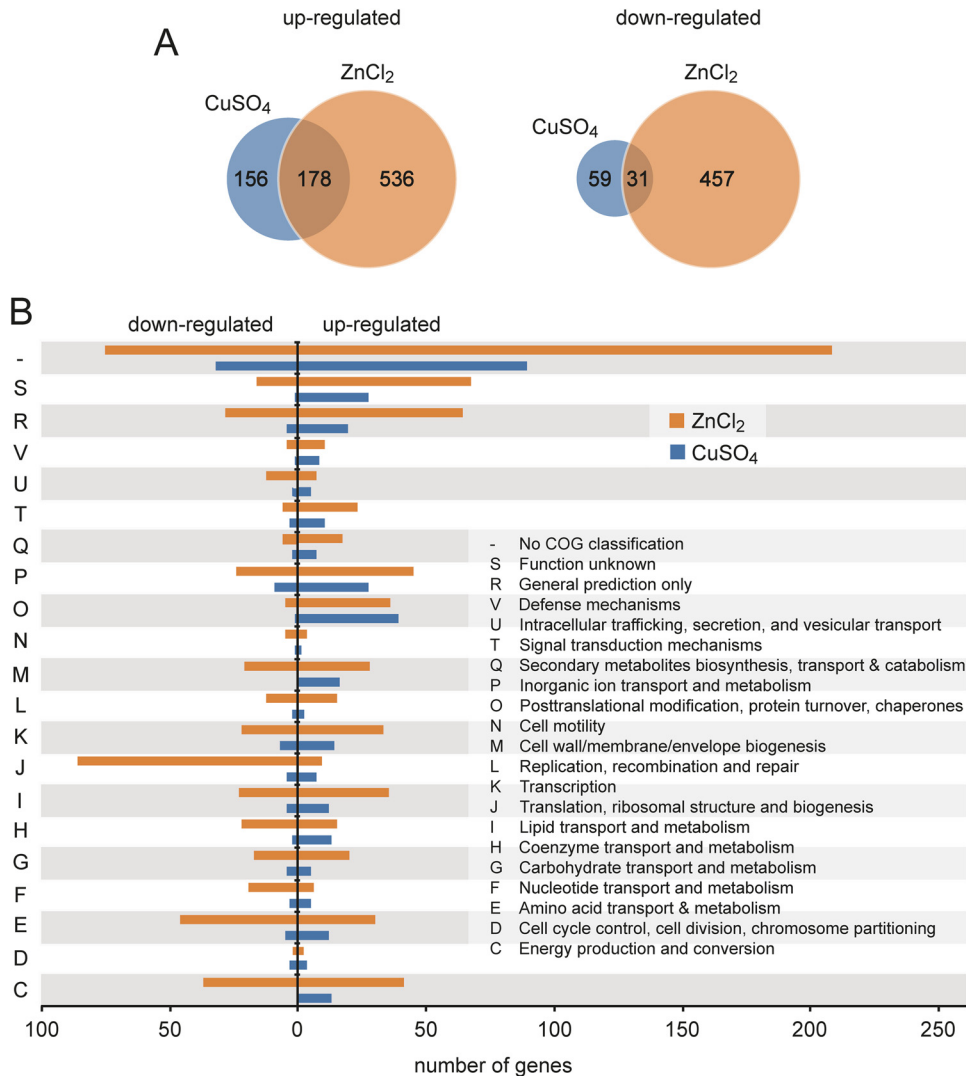 A
up-regulated
down-regulated
CuSO₄
ZnCl₂
156
178
536
CuSO₄
ZnCl₂
59
31
457
B
down-regulated
up-regulated
-
S
R
V
U
T
Q
P
O
N
M
L
K
J
I
H
G
F
E
D
C
ZnCl₂
CuSO₄
- No COG classification
S Function unknown
R General prediction only
V Defense mechanisms
U Intracellular trafficking, secretion, and vesicular transport
T Signal transduction mechanisms
Q Secondary metabolites biosynthesis, transport & catabolism
P Inorganic ion transport and metabolism
O Posttranslational modification, protein turnover, chaperones
N Cell motility
M Cell wall/membrane/envelope biogenesis
L Replication, recombination and repair
K Transcription
J Translation, ribosomal structure and biogenesis
I Lipid transport and metabolism
H Coenzyme transport and metabolism
G Carbohydrate transport and metabolism
F Nucleotide transport and metabolism
E Amino acid transport & metabolism
D Cell cycle control, cell division, chromosome partitioning
C Energy production and conversion
100 50 0 50 100 150 200 250
number of genes